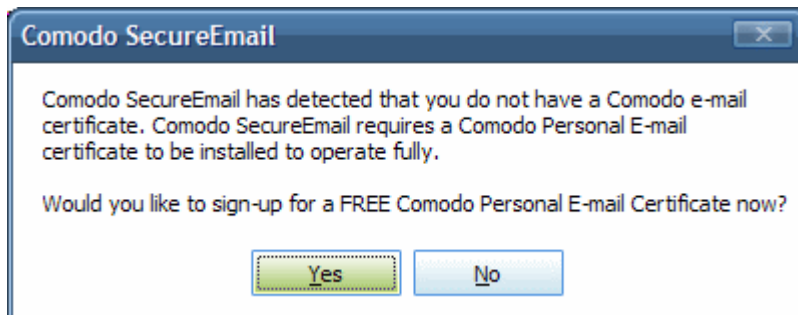 Comodo SecureEmail
Comodo SecureEmail has detected that you do not have a Comodo e-mail
certificate. Comodo SecureEmail requires a Comodo Personal E-mail
certificate to be installed to operate fully.
Would you like to sign-up for a FREE Comodo Personal E-mail Certificate now?
Yes No